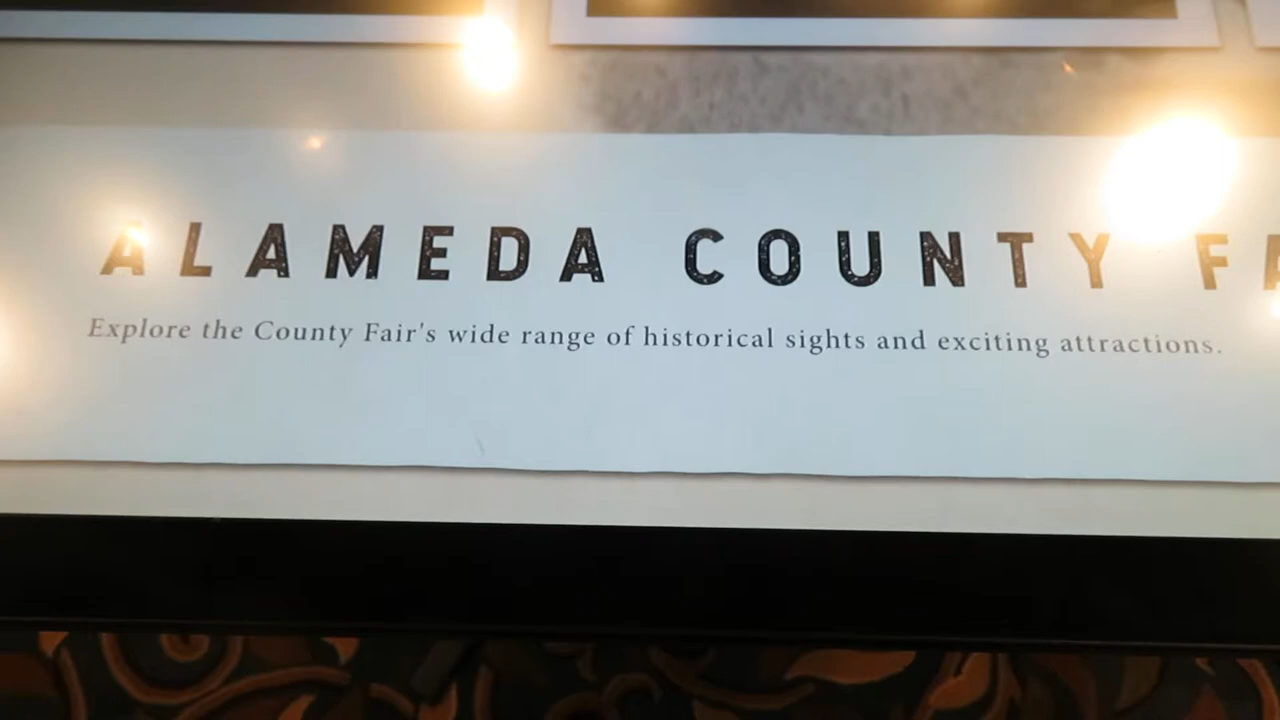 ALAMEDA COUNTY
Explore the County Fair's wide range of historical sights and exciting attractions.